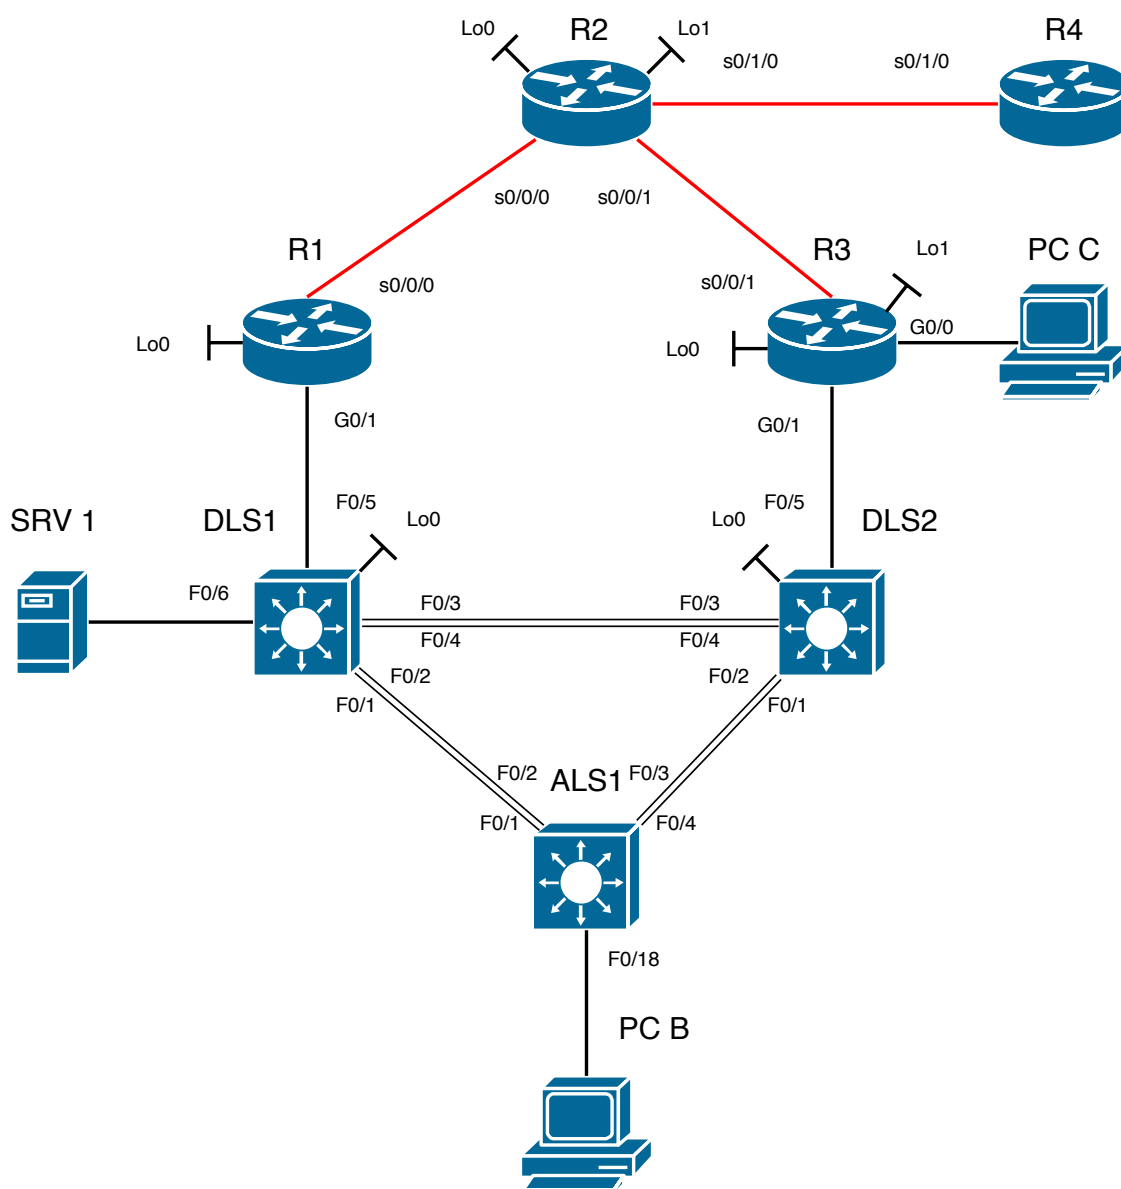 Lo0
R2
Lo1
R4
s0/1/0
s0/1/0
s0/0/0
s0/0/1
R1
R3
Lo1
PC C
s0/0/0
s0/0/1
G0/0
Lo0
Lo0
G0/1
G0/1
F0/5
F0/5
SRV 1
DLS1
Lo0
Lo0
DLS2
F0/6
F0/3
F0/3
F0/4
F0/4
F0/2
F0/2
F0/1
F0/1
F0/2
ALS1
F0/3
F0/1
F0/4
F0/18
PC B